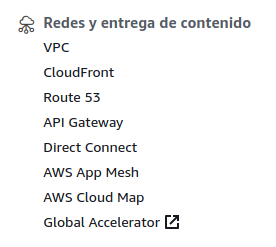 Redes y entrega de contenido
VPC
CloudFront
Route 53
API Gateway
Direct Connect
AWS App Mesh
AWS Cloud Map
Global Accelerator